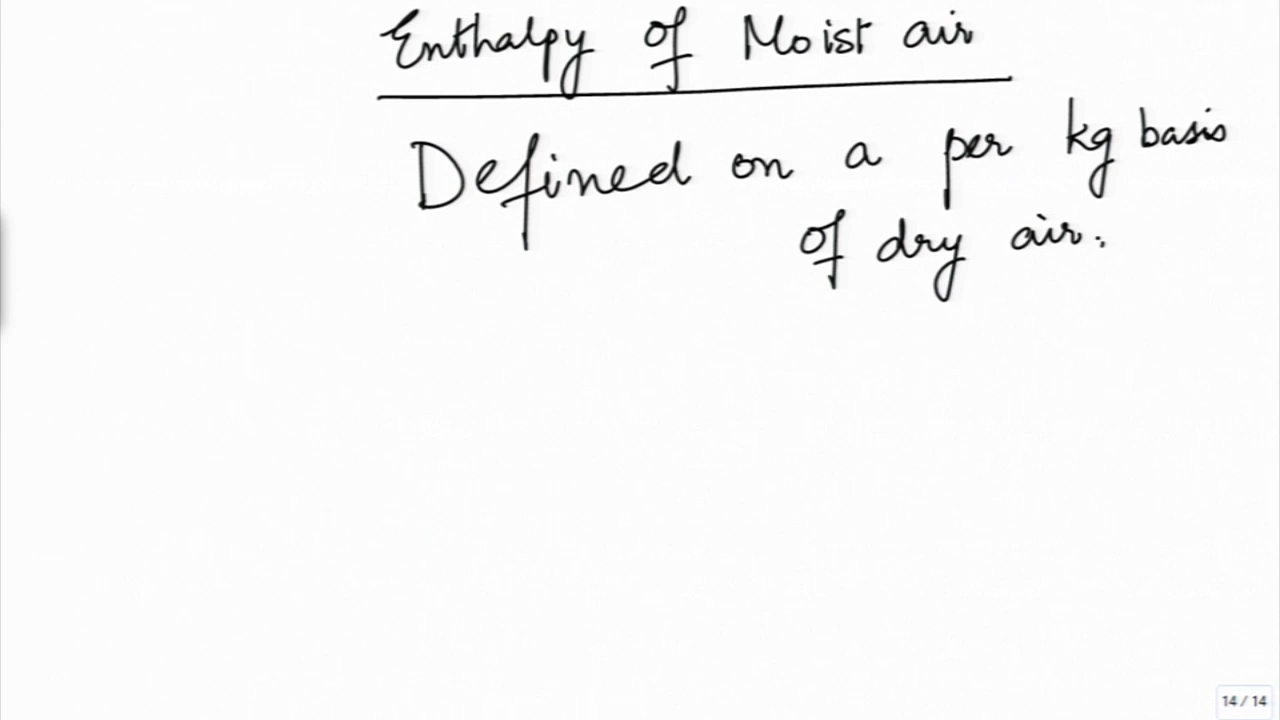 Enthalpy of Moist air
Defined on a per kg basis
of dry air.
14 / 14